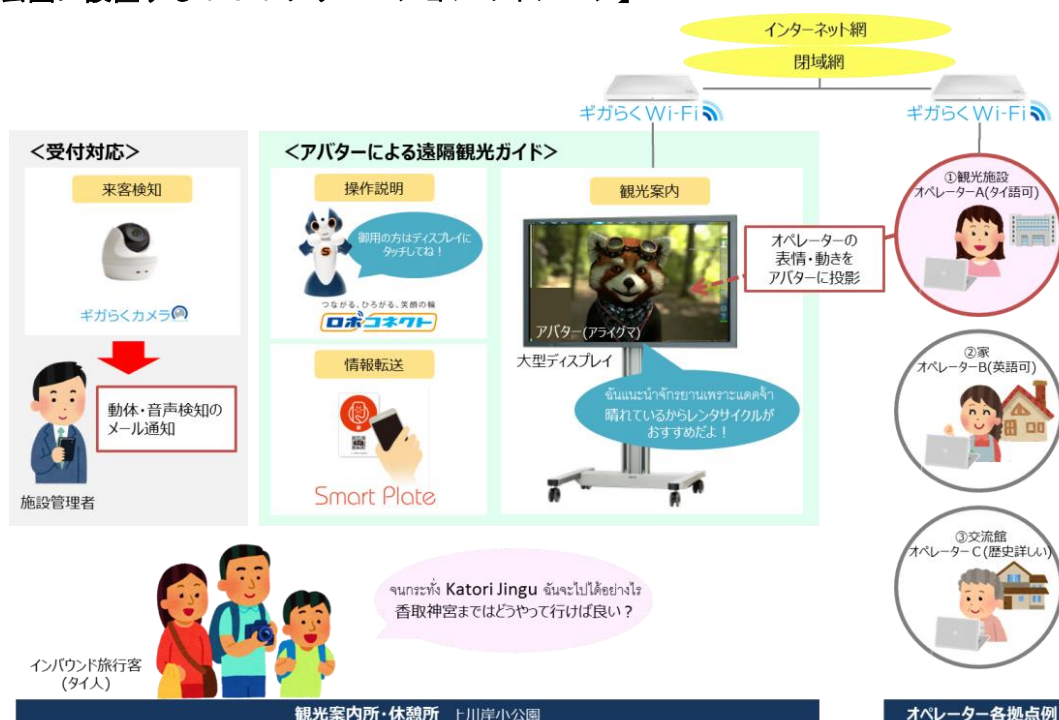 インターネット網
閉域網
ギガらくWi-Fi
ギガらくWi-Fi
＜受付対応＞
来客検知
ギガらくカメラ
動体・音声検知の
メール通知
施設管理者
＜アバターによる遠隔観光ガイド＞
操作説明
御用の方はディスプレイに
タッチしてね！
つながる、ひろがる、笑顔の輪
ロボコネクト
情報転送
Smart Plate
観光案内
アバター(アライグマ)
大型ディスプレイ
ฉันแนะนำจักรยานเพราะแดดจ้า
晴れているからレンタサイクルが
おすすめだよ！
オペレーターの
表情・動きを
アバターに投影
①観光施設
オペレーターA(タイ語可)
②家
オペレーターB(英語可)
③交流館
オペレーターC(歴史詳しい)
จนกระทั่ง Katori Jingu ฉันจะไปได้อย่างไร
香取神宮まではどうやって行けば良い？
インバウンド旅行客
(タイ人)
観光案内所・休憩所 上川岸小公園
オペレーター各拠点例